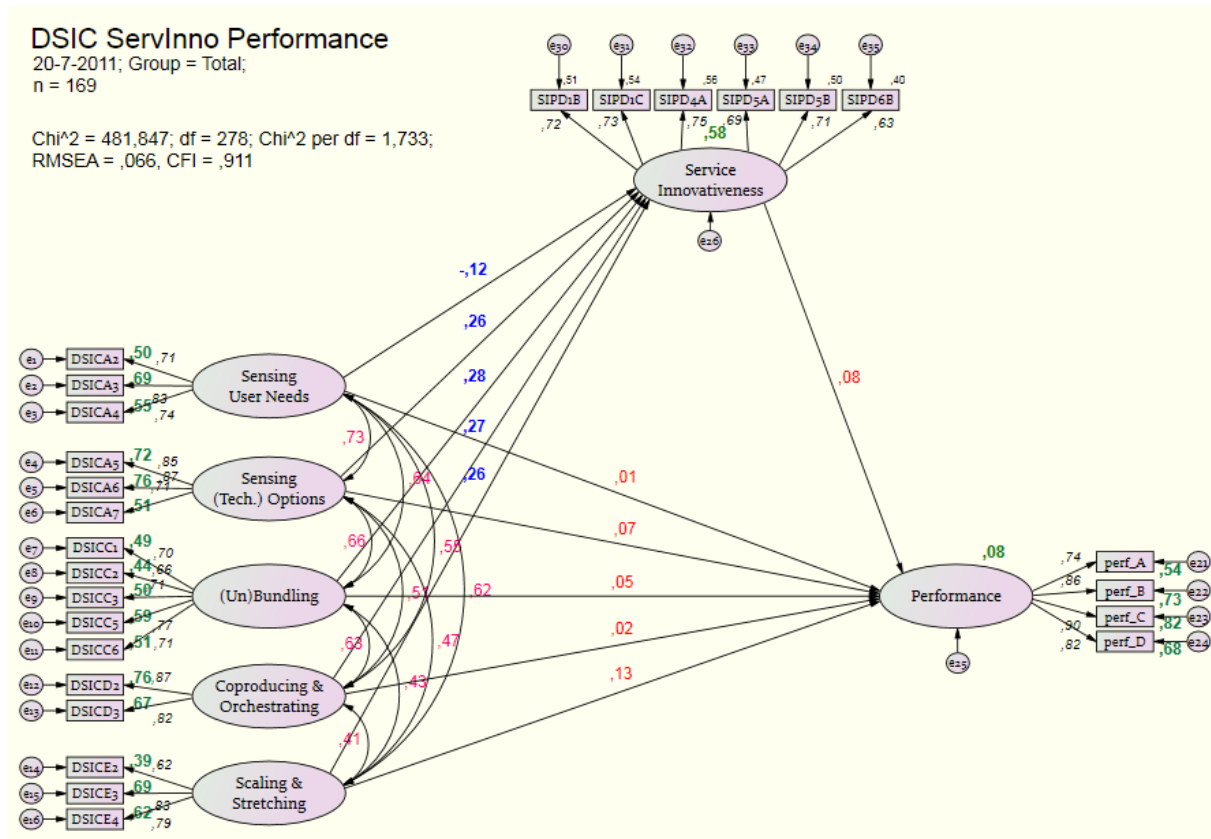 DSIC ServInno Performance
20-7-2011; Group = Total;
n = 169
Chi^2 = 481,847; df = 278; Chi^2 per df = 1,733;
RMSEA = ,066, CFI = ,911
e30 e31 e32 e33 e34 e35
,51 ,54 ,56 ,47 ,50 ,40
SIPD1B SIPD1C SIPD4A SIPD5A SIPD5B SIPD6B
,72 ,73 ,75 ,69 ,71 ,63
,58
Service
Innovativeness
e26
-,12
,26
,28
,27
,26
,08
e1 DSICA2 ,50 ,71
e2 DSICA3 ,69 ,83
e3 DSICA4 ,55 ,74
Sensing
User Needs
e4 DSICA5 ,72 ,85
e5 DSICA6 ,76 ,87
e6 DSICA7 ,51 ,71
Sensing
(Tech.) Options
e7 DSICC1 ,49 ,70
e8 DSICC2 ,44 ,66
e9 DSICC3 ,50 ,71
e10 DSICC5 ,59 ,77
e11 DSICC6 ,51 ,71
(Un)Bundling
e12 DSICD2 ,76 ,87
e13 DSICD3 ,67 ,82
Coproducing &
Orchestrating
e14 DSICE2 ,39 ,62
e15 DSICE3 ,69 ,83
e16 DSICE4 ,62 ,79
Scaling &
Stretching
,73
,64
,66
,55
,51
,62
,63
,47
,43
,41
,01
,07
,05
,02
,13
,08
Performance
e25
,74 perf_A ,54 e21
,86 perf_B ,73 e22
,90 perf_C ,82 e23
,82 perf_D ,68 e24